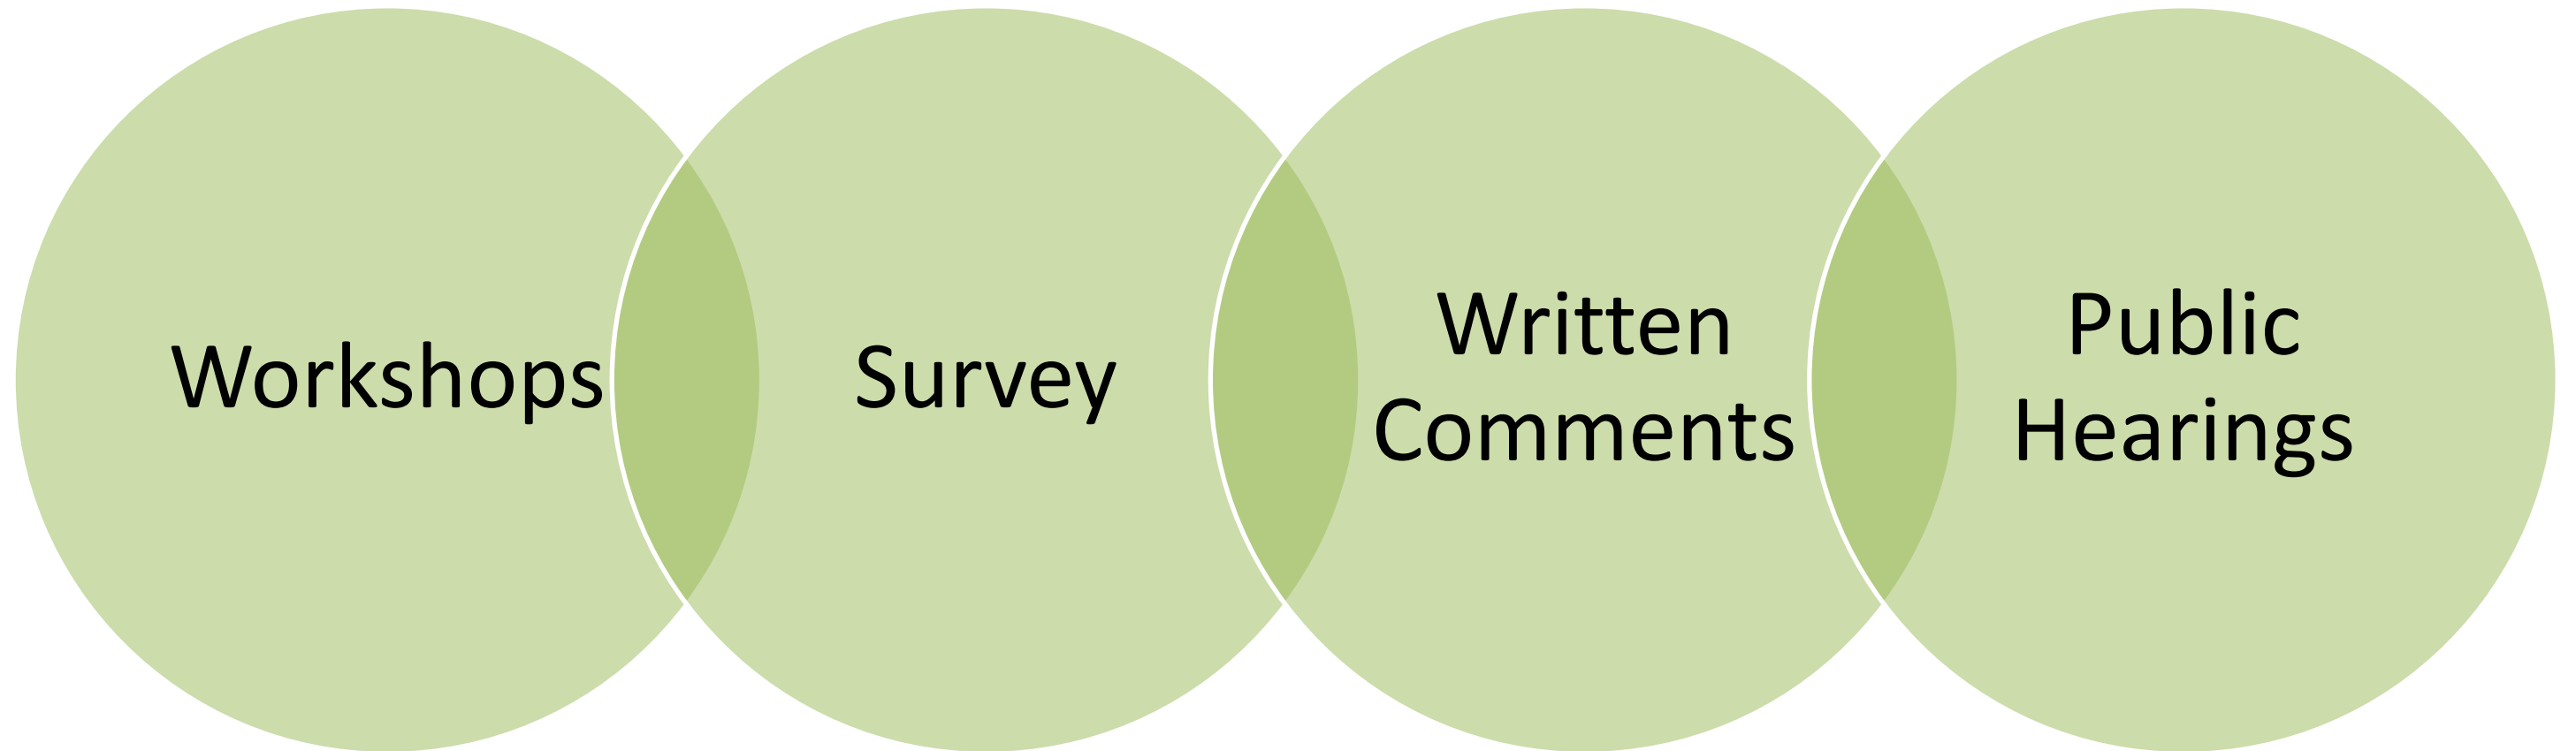 Workshops
Survey
Written
Comments
Public
Hearings